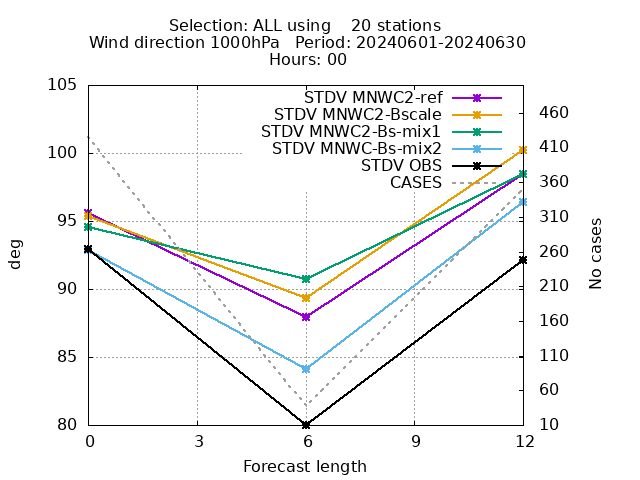 Selection: ALL using    20 stations
Wind direction 1000hPa   Period: 20240601-20240630
Hours: 00
STDV MNWC2-ref
STDV MNWC2-Bscale
STDV MNWC2-Bs-mix1
STDV MNWC-Bs-mix2
STDV OBS
CASES
deg
105
100
95
90
85
80
460
410
360
310
260
210
160
110
60
10
No cases
0 3 6 9 12
Forecast length